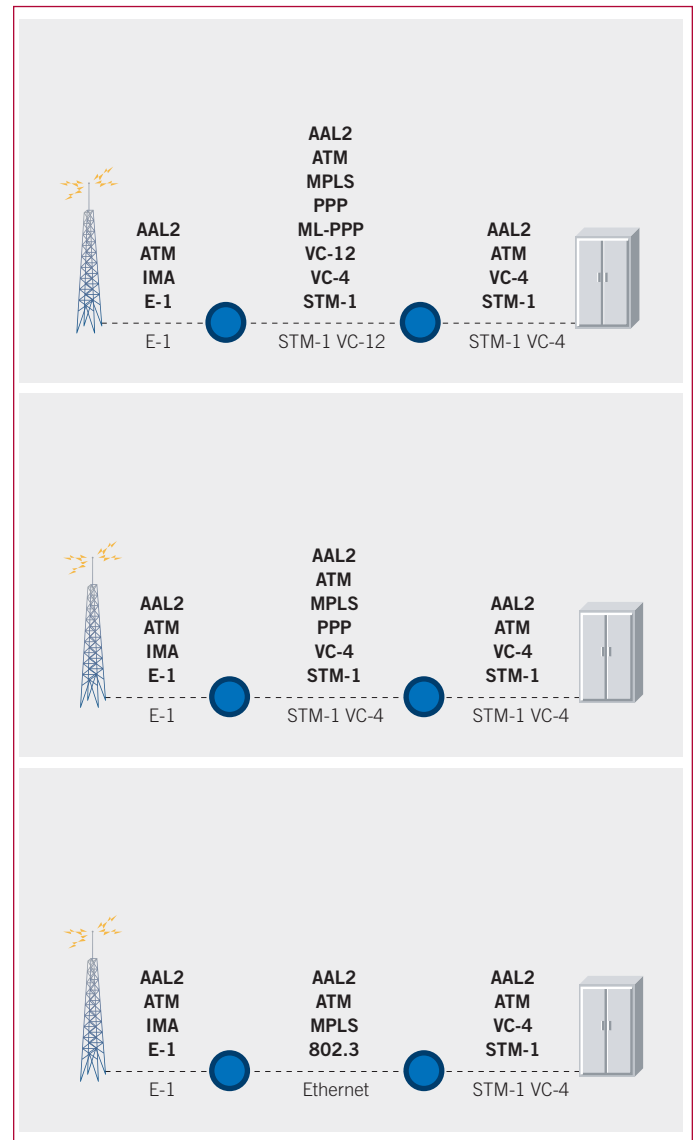 AAL2
ATM
IMA
E-1
E-1
AAL2
ATM
MPLS
PPP
ML-PPP
VC-12
VC-4
STM-1
STM-1 VC-12
AAL2
ATM
VC-4
STM-1
STM-1 VC-4
AAL2
ATM
IMA
E-1
E-1
AAL2
ATM
MPLS
PPP
VC-4
STM-1
STM-1 VC-4
AAL2
ATM
VC-4
STM-1
STM-1 VC-4
AAL2
ATM
IMA
E-1
E-1
AAL2
ATM
MPLS
802.3
Ethernet
AAL2
ATM
VC-4
STM-1
STM-1 VC-4